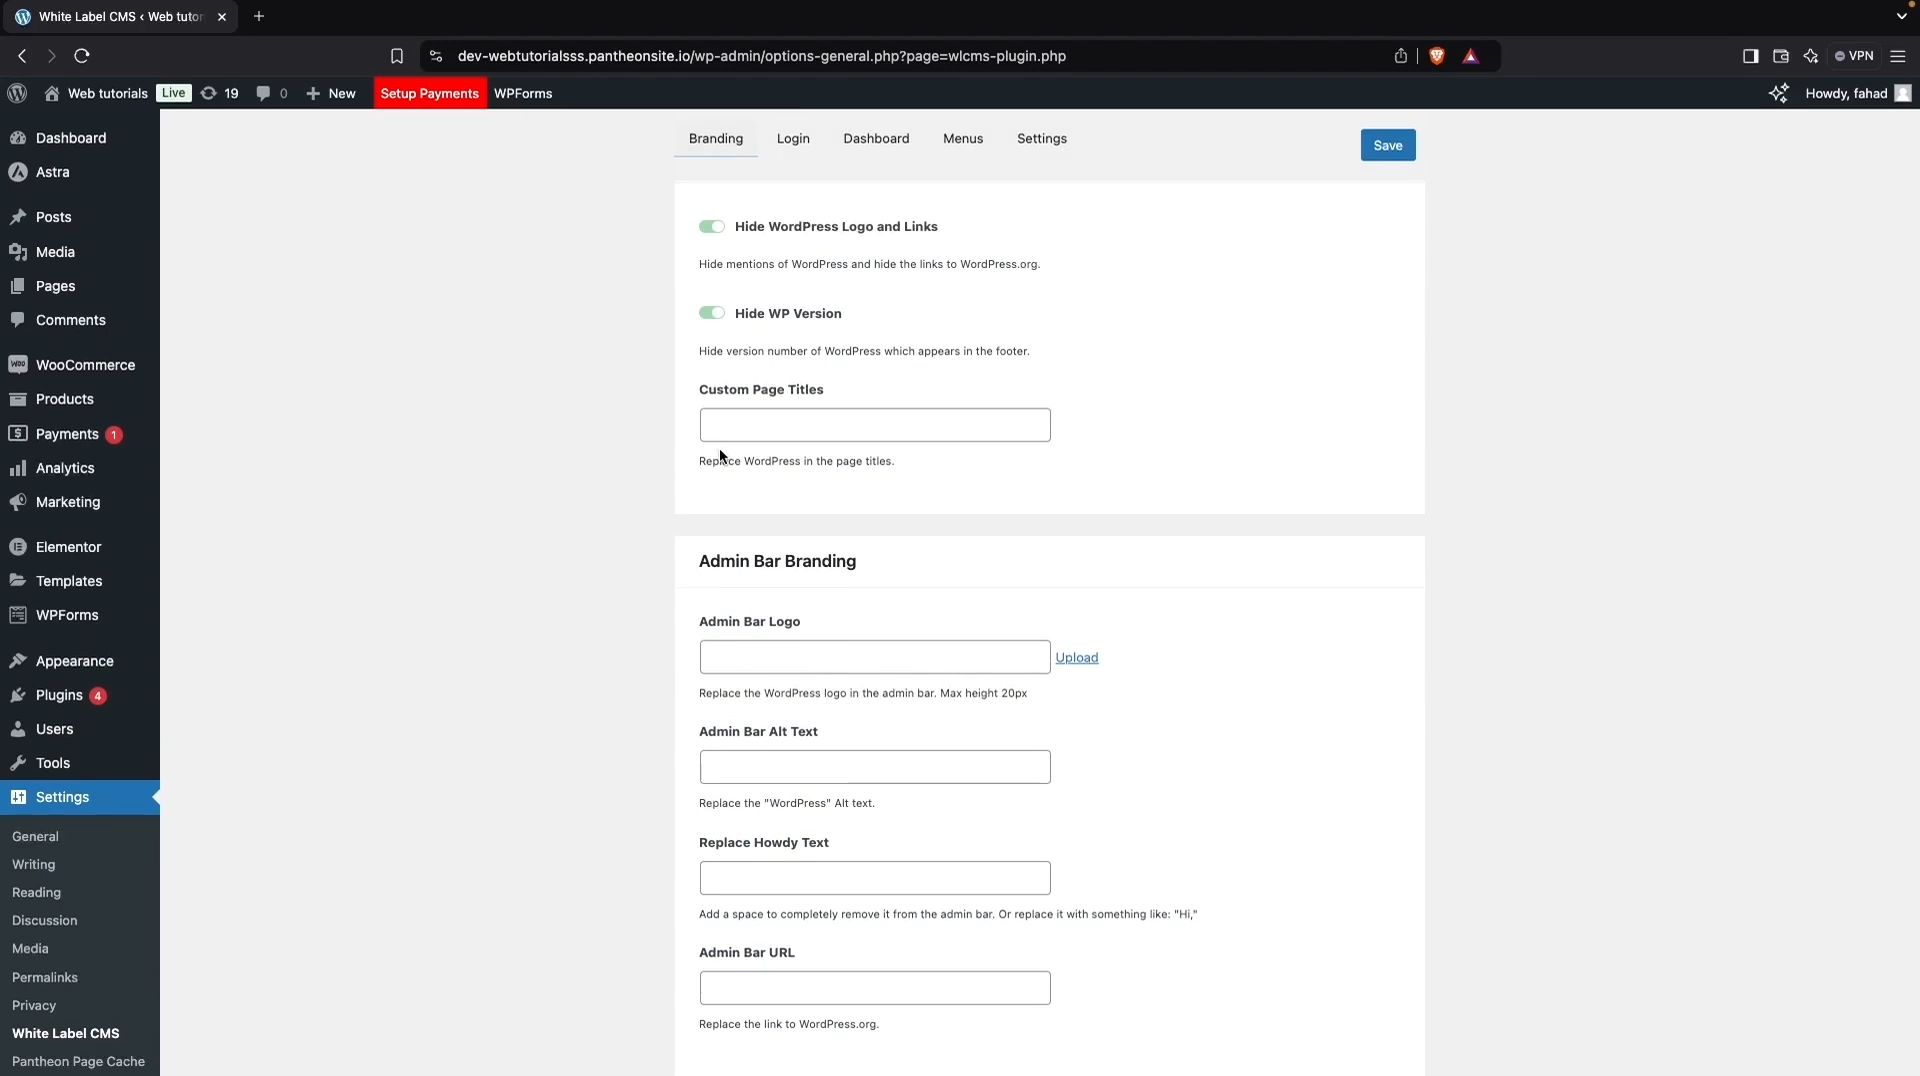 White Label CMS ‹ Web tutor
dev-webtutorialsss.pantheonsite.io/wp-admin/options-general.php?page=wlcms-plugin.php
VPN
Web tutorials Live 19 0 New Setup Payments WPForms
Howdy, fahad
Dashboard
Astra
Posts
Media
Pages
Comments
WooCommerce
Products
Payments 1
Analytics
Marketing
Elementor
Templates
WPForms
Appearance
Plugins 4
Users
Tools
Settings
General
Writing
Reading
Discussion
Media
Permalinks
Privacy
White Label CMS
Pantheon Page Cache
Branding Login Dashboard Menus Settings
Save
Hide WordPress Logo and Links
Hide mentions of WordPress and hide the links to WordPress.org.
Hide WP Version
Hide version number of WordPress which appears in the footer.
Custom Page Titles
Replace WordPress in the page titles.
Admin Bar Branding
Admin Bar Logo
Upload
Replace the WordPress logo in the admin bar. Max height 20px
Admin Bar Alt Text
Replace the "WordPress" Alt text.
Replace Howdy Text
Add a space to completely remove it from the admin bar. Or replace it with something like: "Hi,"
Admin Bar URL
Replace the link to WordPress.org.